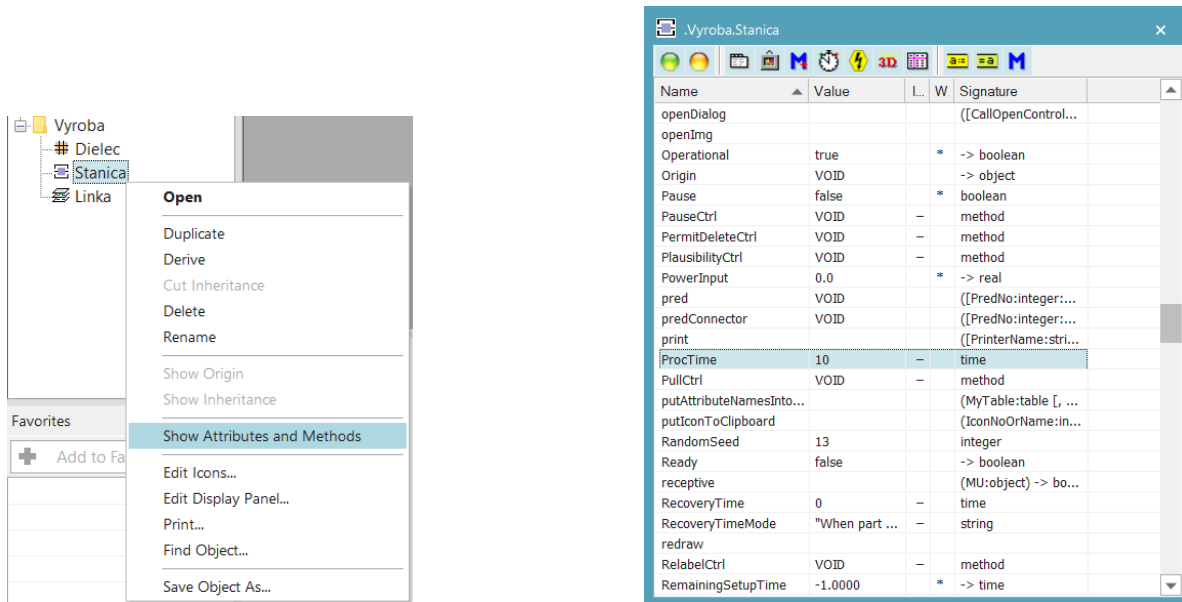 Vyroba
Dielec
Stanica
Linka
Open
Duplicate
Derive
Cut Inheritance
Delete
Rename
Show Origin
Show Inheritance
Show Attributes and Methods
Edit Icons...
Edit Display Panel...
Print...
Find Object...
Save Object As...
Favorites
Add to Fa
.Vyroba.Stanica
3D a:= =a M
Name Value I... W Signature
openDialog ([CallOpenControl...
openImg
Operational true * -> boolean
Origin VOID -> object
Pause false * boolean
PauseCtrl VOID – method
PermitDeleteCtrl VOID – method
PlausibilityCtrl VOID – method
PowerInput 0.0 * -> real
pred VOID ([PredNo:integer:...
predConnector VOID ([PredNo:integer:...
print ([PrinterName:stri...
ProcTime 10 – time
PullCtrl VOID – method
putAttributeNamesInto... (MyTable:table [, ...
putIconToClipboard (IconNoOrName:in...
RandomSeed 13 integer
Ready false -> boolean
receptive (MU:object) -> bo...
RecoveryTime 0 – time
RecoveryTimeMode "When part ... – string
redraw
RelabelCtrl VOID – method
RemainingSetupTime -1.0000 * -> time